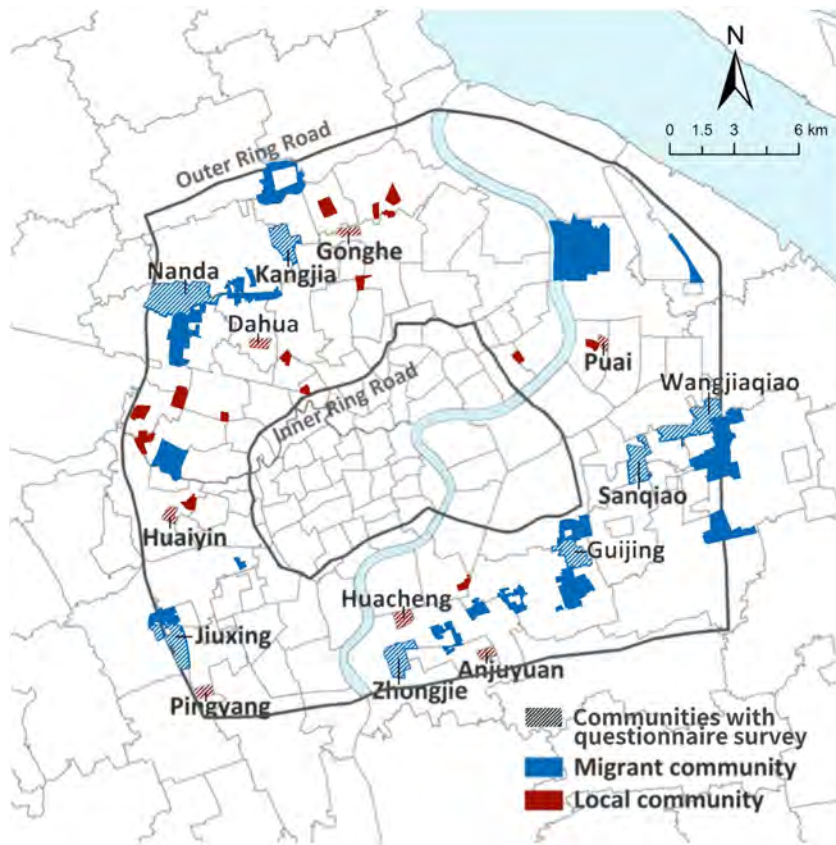 N
0 1.5 3 6 km
Outer Ring Road
Gonghe
Kangjia
Nanda
Dahua
Puai
Wangjiaqiao
Inner Ring Road
Sanqiao
Huaiyin
Guijing
Huacheng
Jiuxing
Anjuyuan
Zhongjie
Pingyang
Communities with
questionnaire survey
Migrant community
Local community